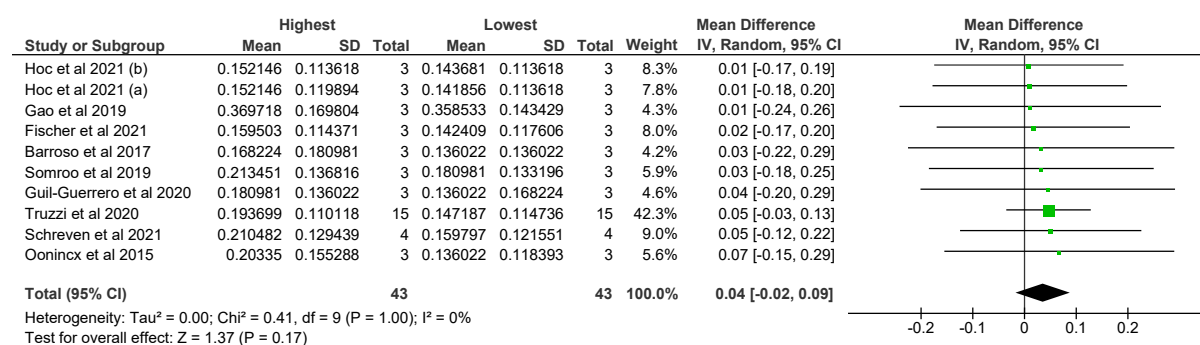 Highest Lowest Mean Difference Mean Difference
Study or Subgroup Mean SD Total Mean SD Total Weight IV, Random, 95% CI IV, Random, 95% CI
Hoc et al 2021 (b) 0.152146 0.113618 3 0.143681 0.113618 3 8.3% 0.01 [-0.17, 0.19]
Hoc et al 2021 (a) 0.152146 0.119894 3 0.141856 0.113618 3 7.8% 0.01 [-0.18, 0.20]
Gao et al 2019 0.369718 0.169804 3 0.358533 0.143429 3 4.3% 0.01 [-0.24, 0.26]
Fischer et al 2021 0.159503 0.114371 3 0.142409 0.117606 3 8.0% 0.02 [-0.17, 0.20]
Barroso et al 2017 0.168224 0.180981 3 0.136022 0.136022 3 4.2% 0.03 [-0.22, 0.29]
Somroo et al 2019 0.213451 0.136816 3 0.180981 0.133196 3 5.9% 0.03 [-0.18, 0.25]
Guil-Guerrero et al 2020 0.180981 0.136022 3 0.136022 0.168224 3 4.6% 0.04 [-0.20, 0.29]
Truzzi et al 2020 0.193699 0.110118 15 0.147187 0.114736 15 42.3% 0.05 [-0.03, 0.13]
Schreven et al 2021 0.210482 0.129439 4 0.159797 0.121551 4 9.0% 0.05 [-0.12, 0.22]
Oonincx et al 2015 0.20335 0.155288 3 0.136022 0.118393 3 5.6% 0.07 [-0.15, 0.29]
Total (95% CI) 43 43 100.0% 0.04 [-0.02, 0.09]
Heterogeneity: Tau² = 0.00; Chi² = 0.41, df = 9 (P = 1.00); I² = 0%
Test for overall effect: Z = 1.37 (P = 0.17)
-0.2 -0.1 0 0.1 0.2